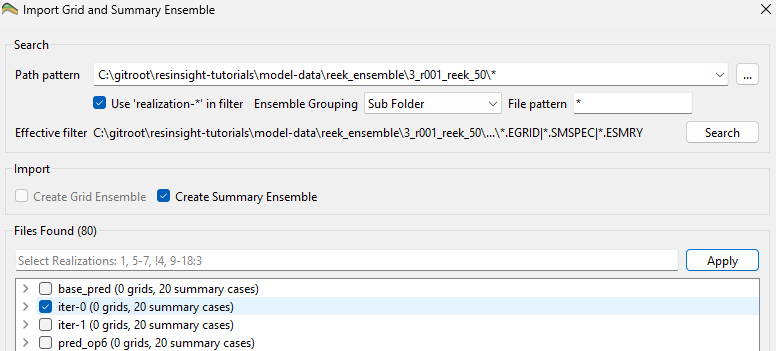 Import Grid and Summary Ensemble
Search
Path pattern C:\gitroot\resinsight-tutorials\model-data\reek_ensemble\3_r001_reek_50\* ...
Use 'realization-*' in filter Ensemble Grouping Sub Folder File pattern *
Effective filter C:\gitroot\resinsight-tutorials\model-data\reek_ensemble\3_r001_reek_50\...\*.EGRID|*.SMSPEC|*.ESMRY Search
Import
Create Grid Ensemble Create Summary Ensemble
Files Found (80)
Select Realizations: 1, 5-7, !4, 9-18:3 Apply
base_pred (0 grids, 20 summary cases)
iter-0 (0 grids, 20 summary cases)
iter-1 (0 grids, 20 summary cases)
pred_op6 (0 grids, 20 summary cases)